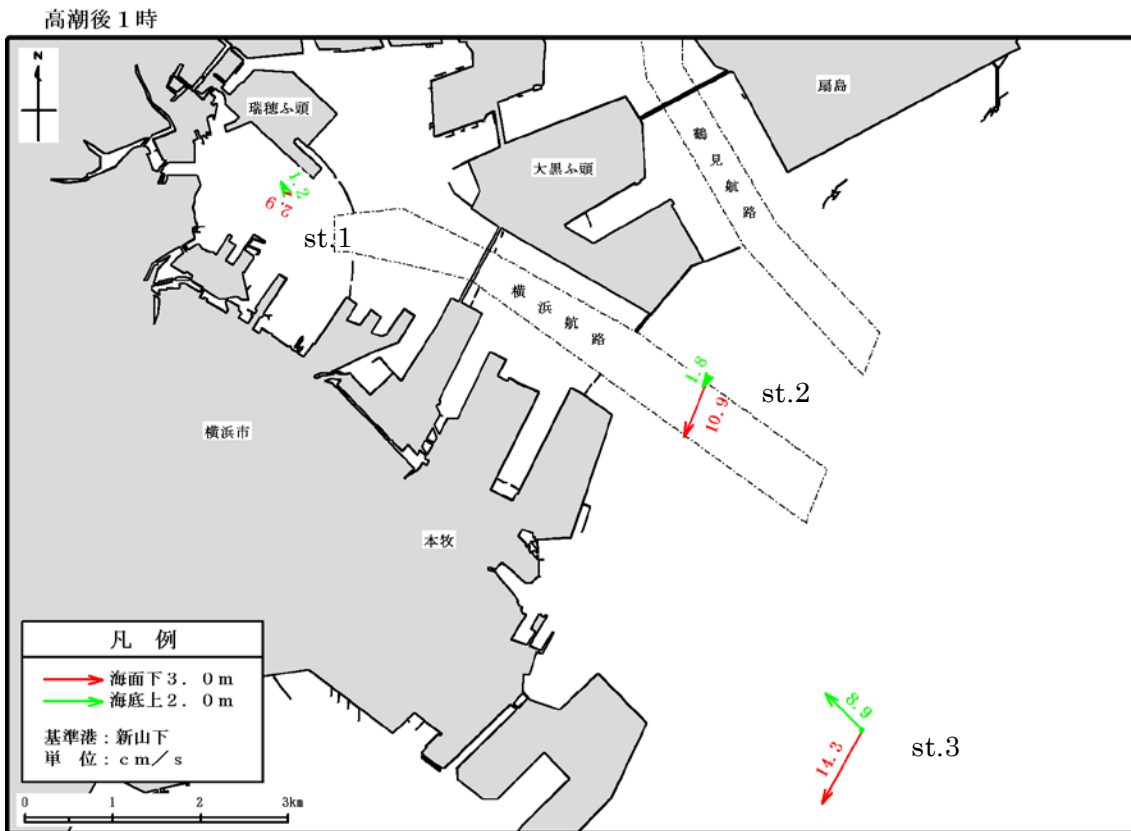 高潮後１時
N
瑞穂ふ頭
扇島
大黒ふ頭
鶴見航路
1.2
2.9
st.1
横浜航路
1.8
10.9
st.2
横浜市
本牧
8.9
14.3
st.3
凡 例
海面下３．０ｍ
海底上２．０ｍ
基準港：新山下
単 位：ｃｍ／ｓ
0 1 2 3km